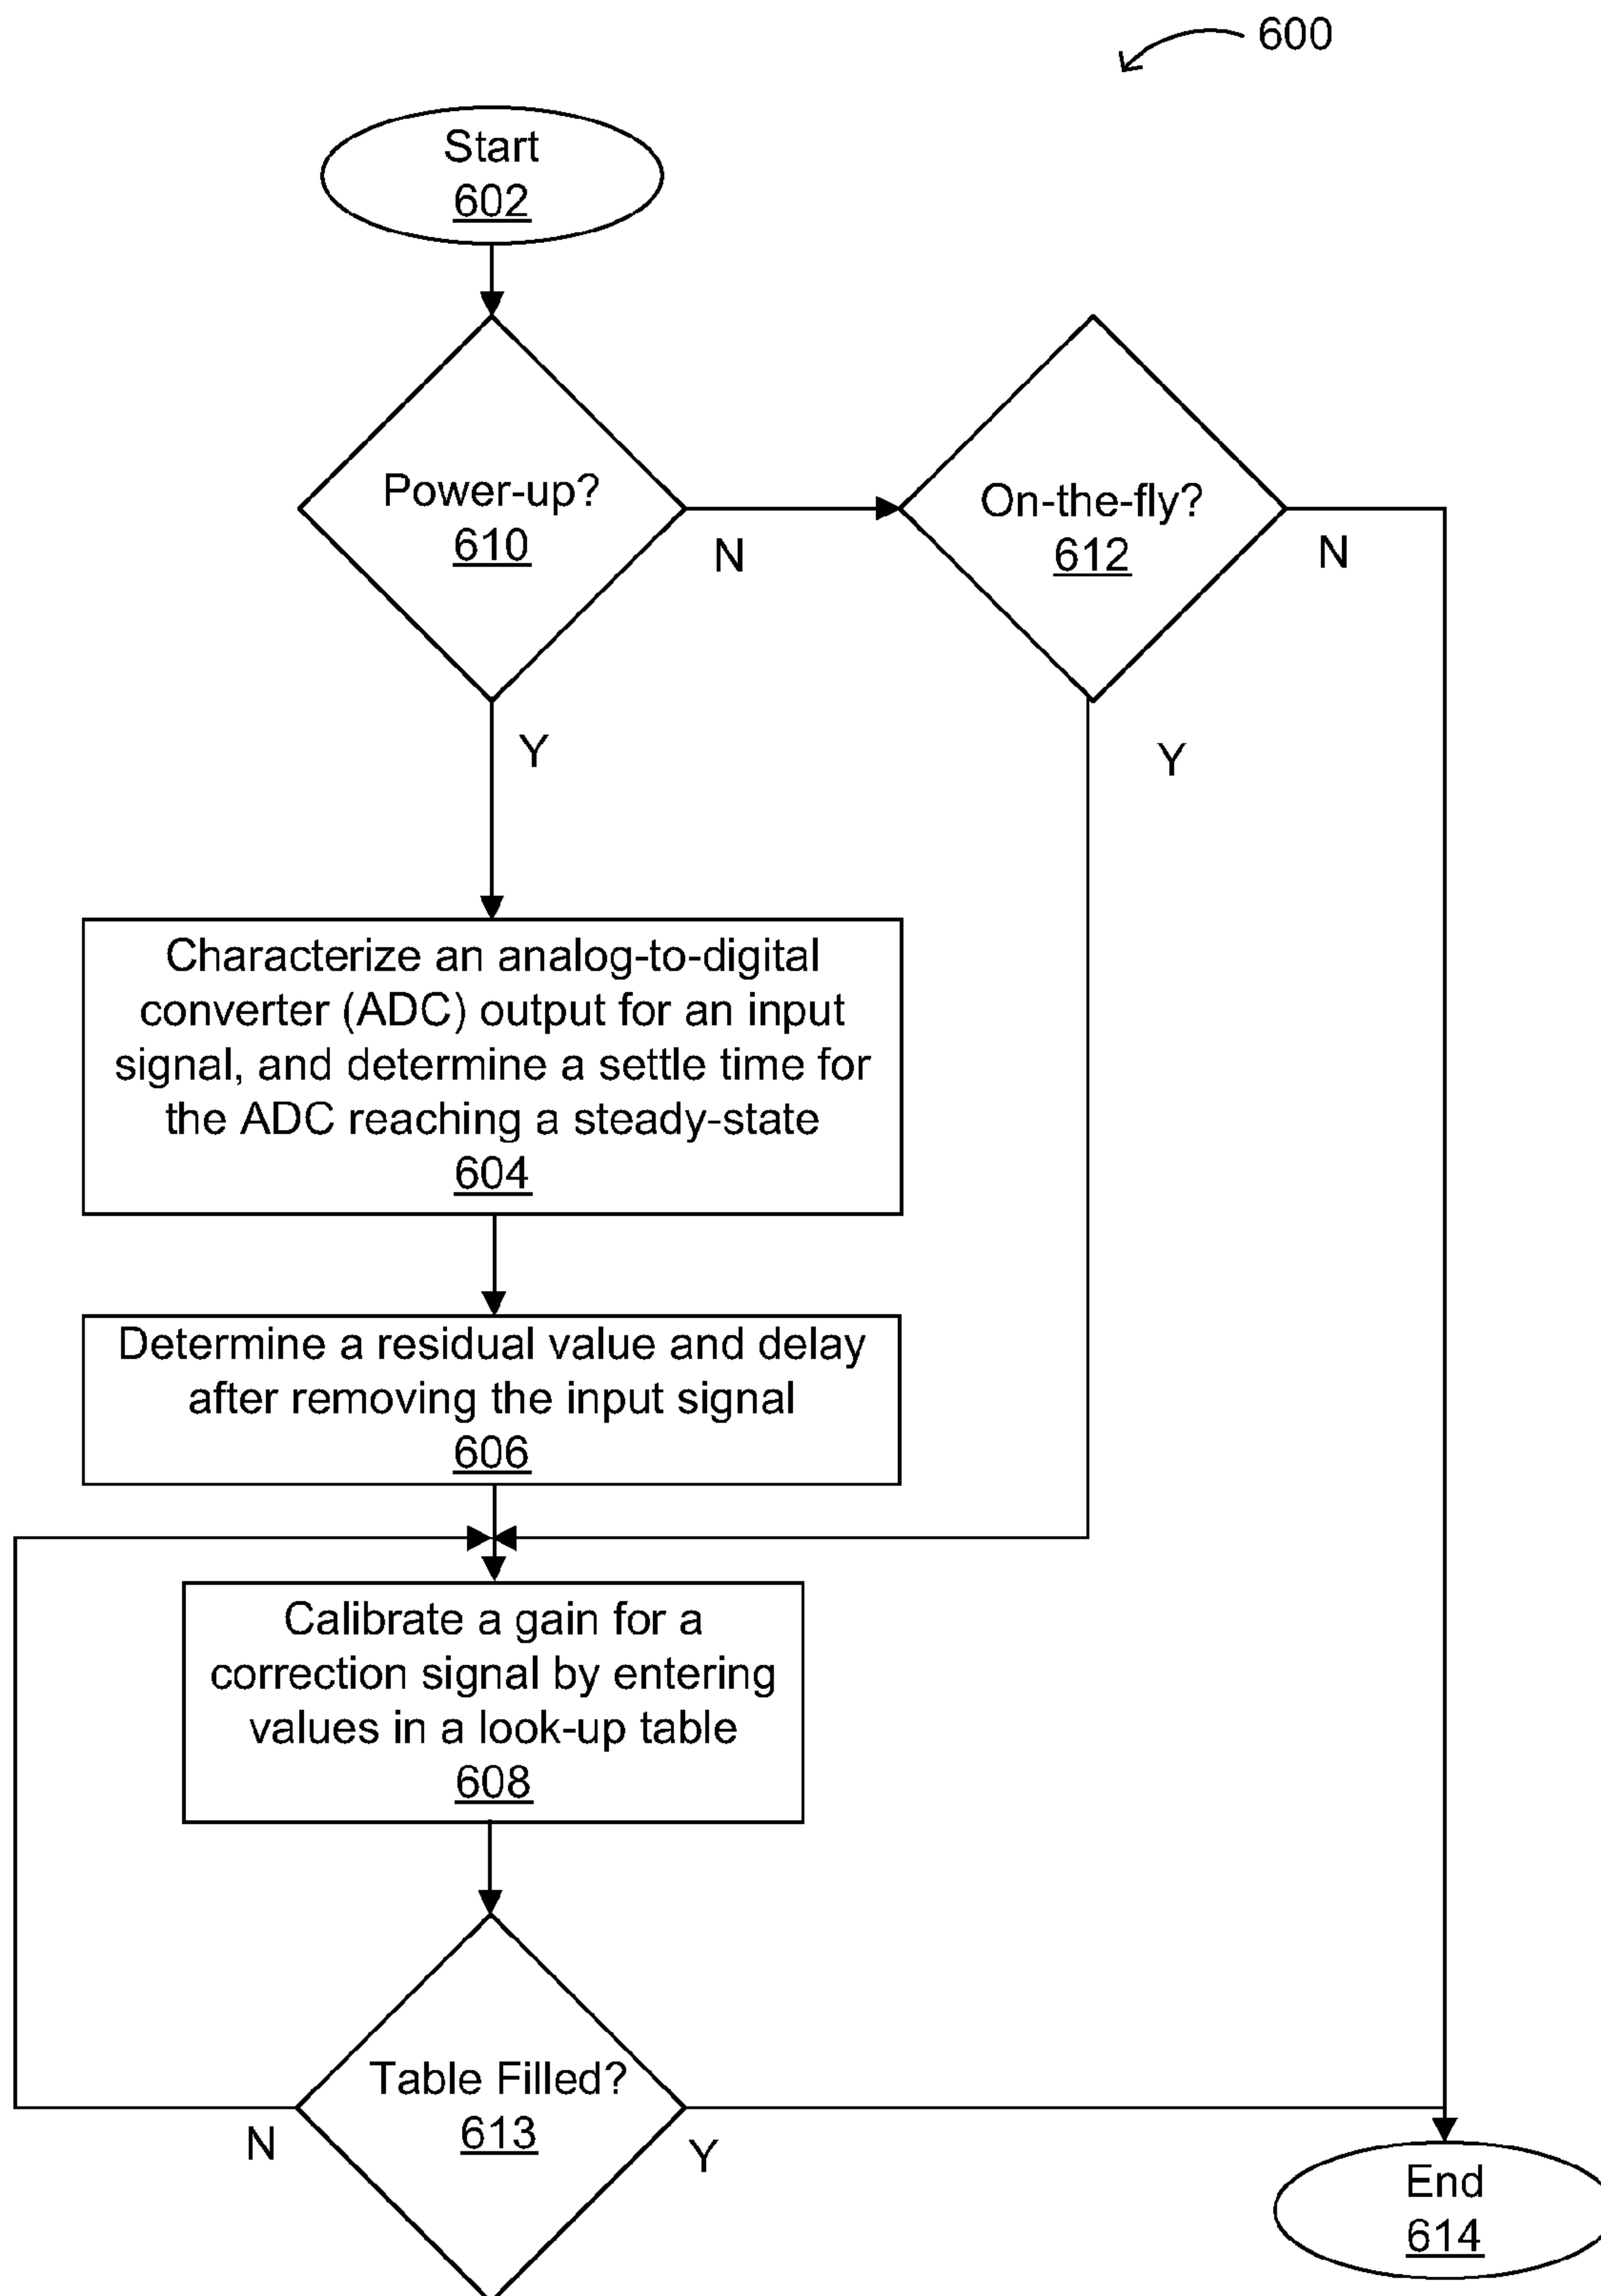 600
Start
602
Power-up?
610
N
On-the-fly?
612
N
Y
Y
Characterize an analog-to-digital
converter (ADC) output for an input
signal, and determine a settle time for
the ADC reaching a steady-state
604
Determine a residual value and delay
after removing the input signal
606
Calibrate a gain for a
correction signal by entering
values in a look-up table
608
Table Filled?
613
N
Y
End
614